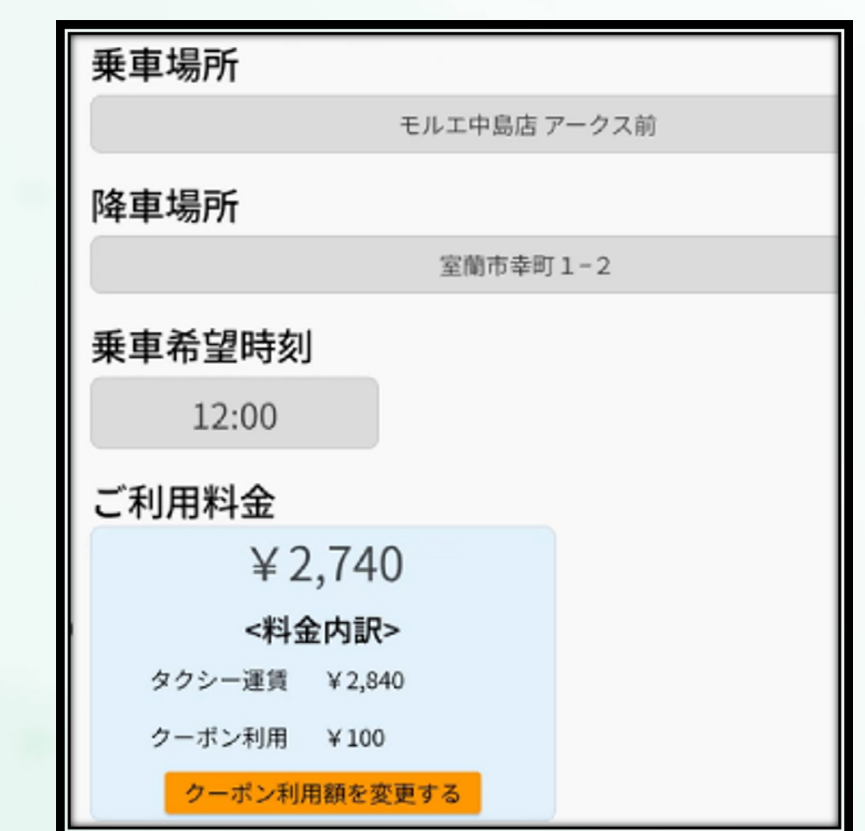 乗車場所
モルエ中島店 アークス前
降車場所
室蘭市幸町１−２
乗車希望時刻
12:00
ご利用料金
￥2,740
<料金内訳>
タクシー運賃 ￥2,840
クーポン利用 ￥100
クーポン利用額を変更する